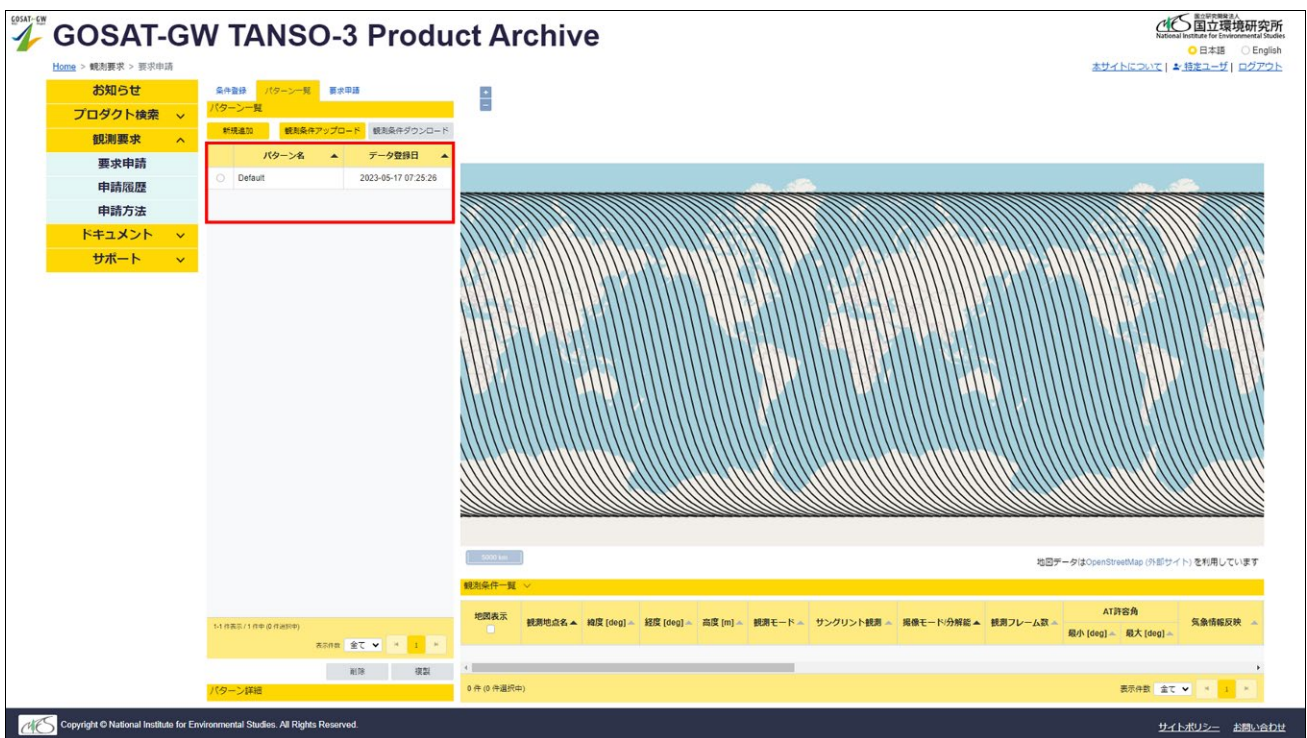 GOSAT-GW
GOSAT-GW TANSO-3 Product Archive
国立研究開発法人
国立環境研究所
National Institute for Environmental Studies
日本語 English
Home > 観測要求 > 要求申請
本サイトについて | 特定ユーザ | ログアウト
お知らせ
プロダクト検索
観測要求
要求申請
申請履歴
申請方法
ドキュメント
サポート
条件登録 パターン一覧 要求申請
パターン一覧
新規追加 観測条件アップロード 観測条件ダウンロード
パターン名 ▲ データ登録日 ▲
Default 2023-05-17 07:25:26
+
−
5000 km
地図データはOpenStreetMap (外部サイト) を利用しています
観測条件一覧
地図表示 観測地点名 ▲ 緯度 [deg] ▲ 経度 [deg] ▲ 高度 [m] ▲ 観測モード ▲ サングリント観測 ▲ 撮像モード/分解能 ▲ 観測フレーム数 ▲ AT許容角 気象情報反映 ▲
最小 [deg] ▲ 最大 [deg] ▲
1-1 件表示 / 1 件中 (0 件選択中)
表示件数 全て « 1 »
削除 複製
パターン詳細
0 件 (0 件選択中)
表示件数 全て « 1 »
NIES
Copyright © National Institute for Environmental Studies. All Rights Reserved.
サイトポリシー お問い合わせ